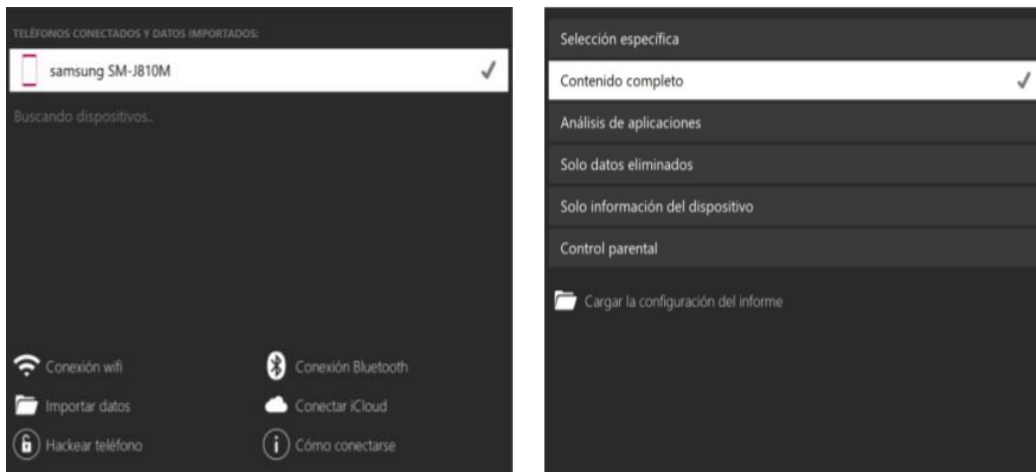 TELÉFONOS CONECTADOS Y DATOS IMPORTADOS:
samsung SM-J810M
Buscando dispositivos..
Conexión wifi
Conexión Bluetooth
Importar datos
Conectar iCloud
Hackear teléfono
Cómo conectarse
Selección específica
Contenido completo
Análisis de aplicaciones
Solo datos eliminados
Solo información del dispositivo
Control parental
Cargar la configuración del informe